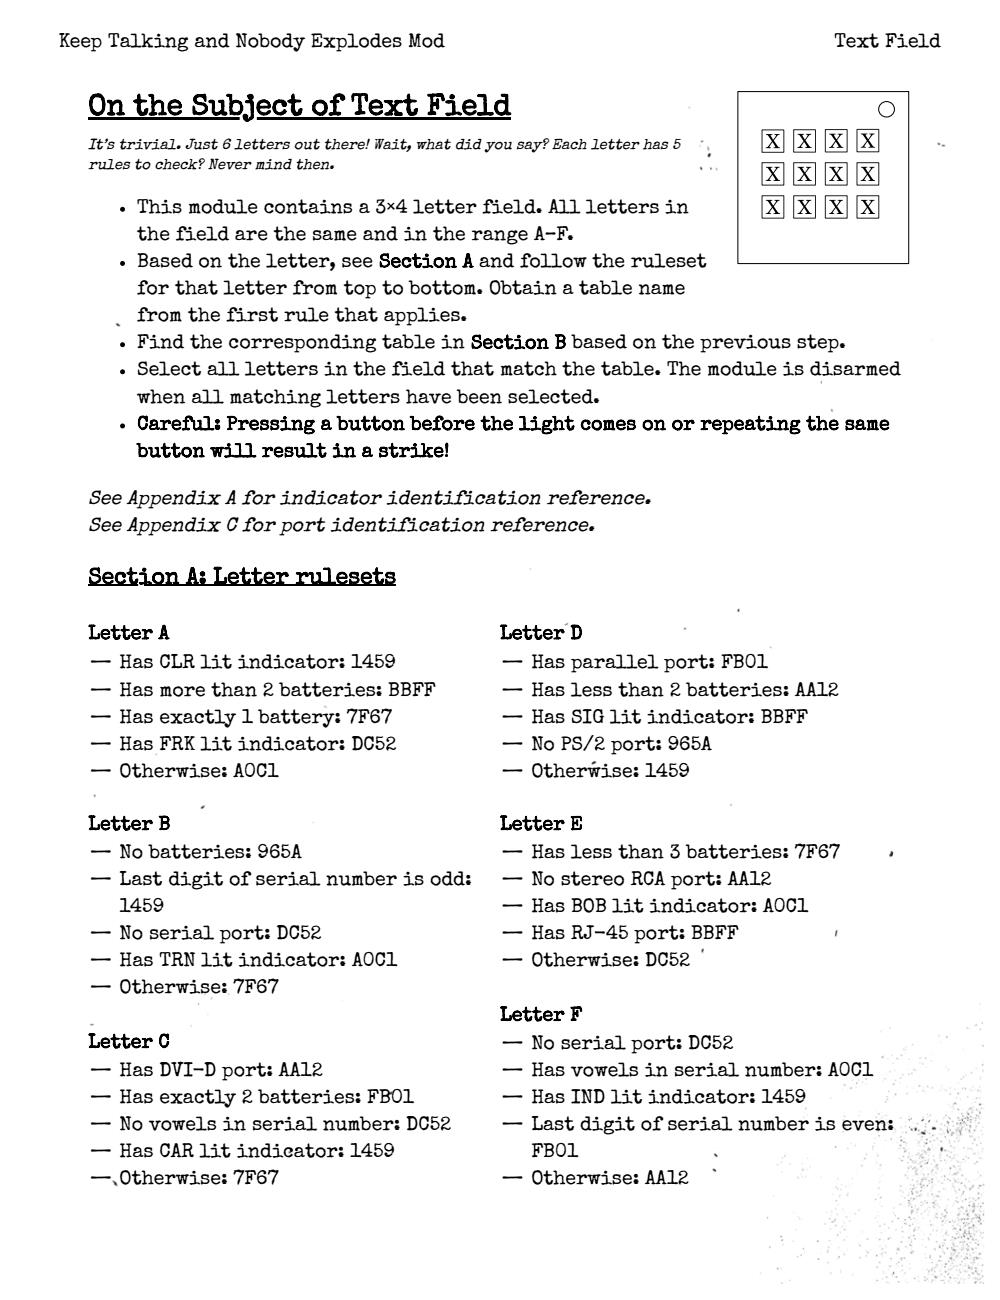 Keep Talking and Nobody Explodes Mod
Text Field
On the Subject of Text Field
It's trivial. Just 6 letters out there! Wait, what did you say? Each letter has 5
rules to check? Never mind then.
X X X X
X X X X
X X X X
• This module contains a 3×4 letter field. All letters in
the field are the same and in the range A-F.
• Based on the letter, see Section A and follow the ruleset
for that letter from top to bottom. Obtain a table name
from the first rule that applies.
• Find the corresponding table in Section B based on the previous step.
• Select all letters in the field that match the table. The module is disarmed
when all matching letters have been selected.
• Careful: Pressing a button before the light comes on or repeating the same
button will result in a strike!
See Appendix A for indicator identification reference.
See Appendix C for port identification reference.
Section A: Letter rulesets
Letter A
— Has CLR lit indicator: 1459
— Has more than 2 batteries: BBFF
— Has exactly 1 battery: 7F67
— Has FRK lit indicator: DC52
— Otherwise: A0C1
Letter B
— No batteries: 965A
— Last digit of serial number is odd:
1459
— No serial port: DC52
— Has TRN lit indicator: A0C1
— Otherwise: 7F67
Letter C
— Has DVI-D port: AA12
— Has exactly 2 batteries: FB01
— No vowels in serial number: DC52
— Has CAR lit indicator: 1459
— Otherwise: 7F67
Letter D
— Has parallel port: FB01
— Has less than 2 batteries: AA12
— Has SIG lit indicator: BBFF
— No PS/2 port: 965A
— Otherwise: 1459
Letter E
— Has less than 3 batteries: 7F67
— No stereo RCA port: AA12
— Has BOB lit indicator: A0C1
— Has RJ-45 port: BBFF
— Otherwise: DC52
Letter F
— No serial port: DC52
— Has vowels in serial number: A0C1
— Has IND lit indicator: 1459
— Last digit of serial number is even:
FB01
— Otherwise: AA12